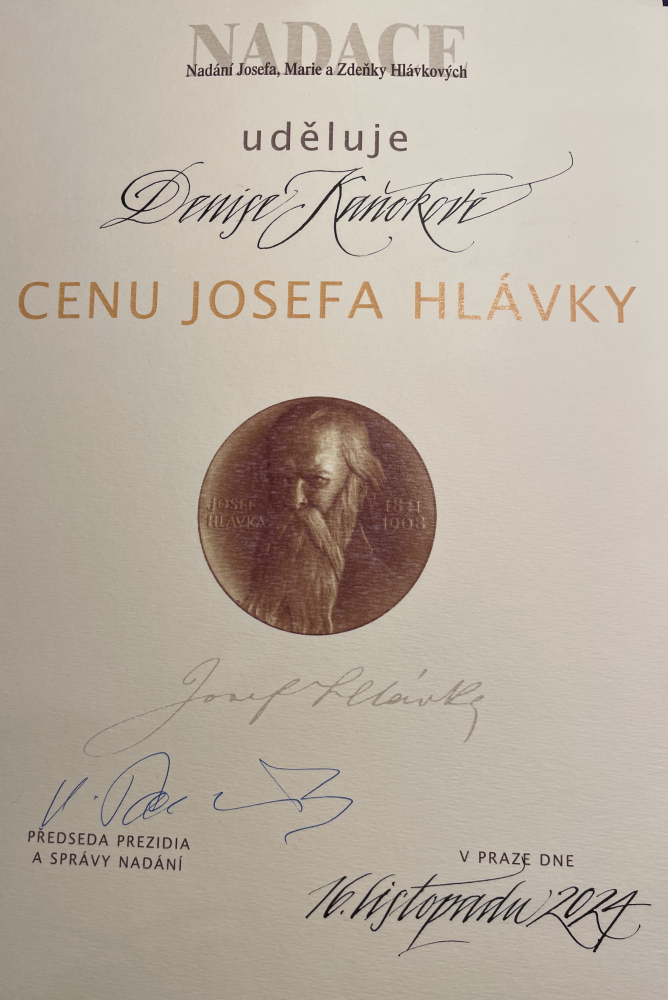 NADACE
Nadání Josefa, Marie a Zdeňky Hlávkových
uděluje
Denise Kaňokové
CENU JOSEFA HLÁVKY
JOSEF 1831
HLÁVKA 1908
Josef Hlávka
PŘEDSEDA PREZIDIA
A SPRÁVY NADÁNÍ
V PRAZE DNE
16. listopadu 2024